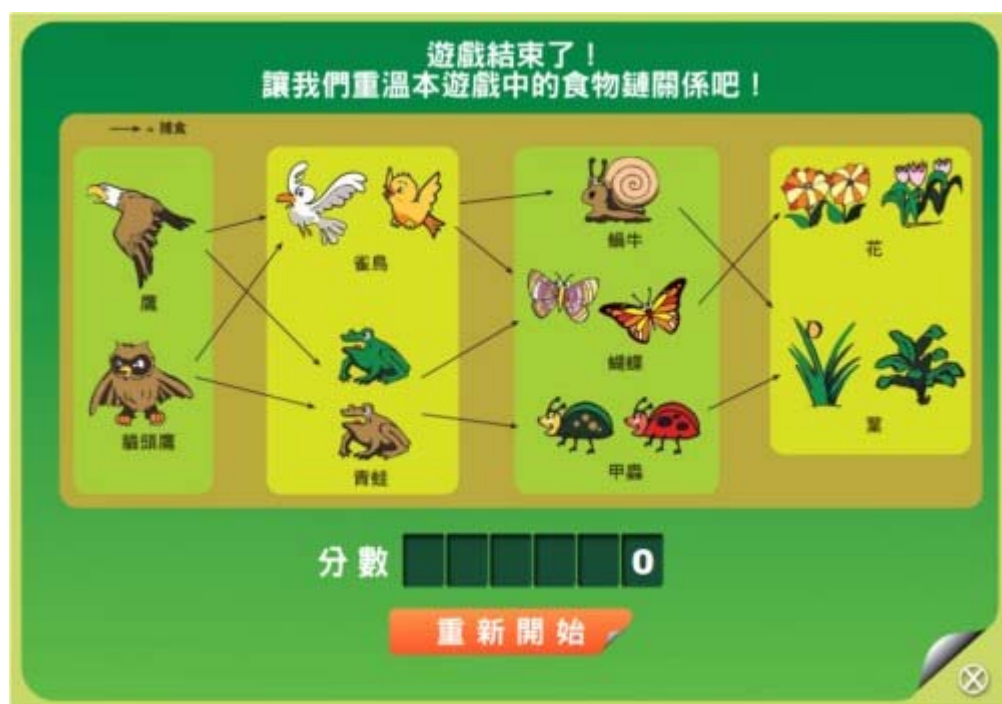 遊戲結束了！
讓我們重溫本遊戲中的食物鏈關係吧！
= 捕食
鷹
雀鳥
蝸牛
花
蝴蝶
貓頭鷹
青蛙
甲蟲
葉
分數 0
重新開始